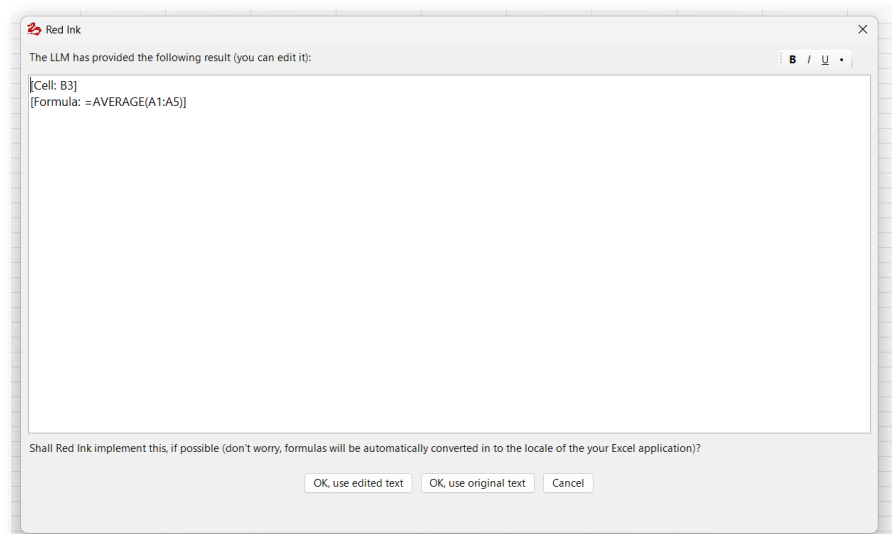 Red Ink
The LLM has provided the following result (you can edit it):
B I U •
[Cell: B3]
[Formula: =AVERAGE(A1:A5)]
Shall Red Ink implement this, if possible (don't worry, formulas will be automatically converted in to the locale of the your Excel application)?
OK, use edited text OK, use original text Cancel